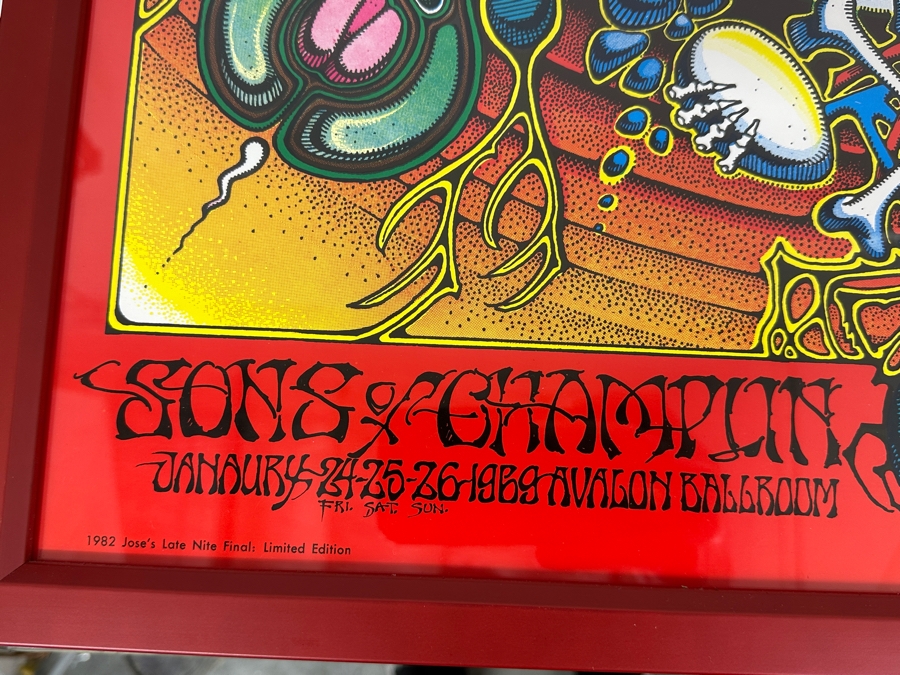 SONS of CHAMPLIN
JANAURY 24-25-26-1969 AVALON BALLROOM
FRI. SAT. SUN.
1982 Jose's Late Nite Final: Limited Edition